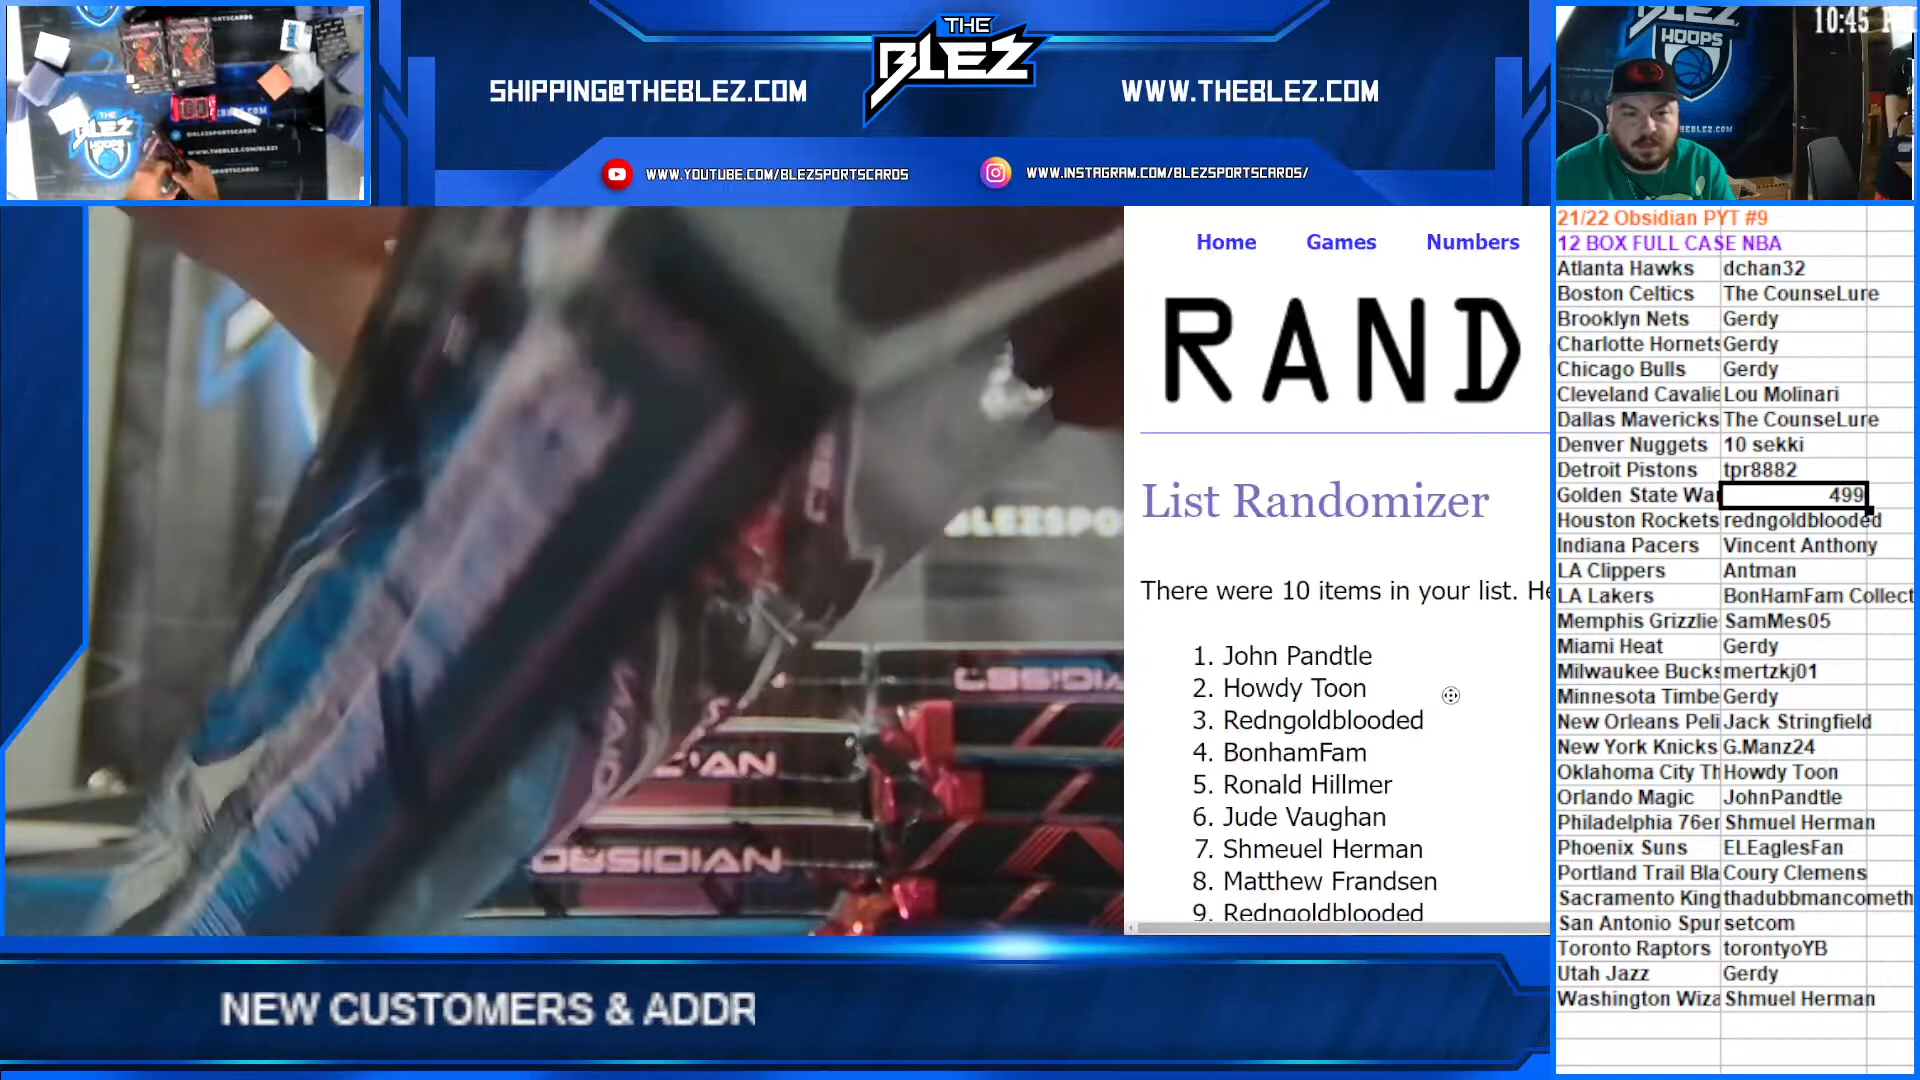 THE
BLEZ
SHIPPING@THEBLEZ.COM
WWW.THEBLEZ.COM
WWW.YOUTUBE.COM/BLEZSPORTSCARDS
WWW.INSTAGRAM.COM/BLEZSPORTSCARDS/
10:45
HOOPS
Home Games Numbers
RAND
List Randomizer
There were 10 items in your list. He
1. John Pandtle
2. Howdy Toon
3. Redngoldblooded
4. BonhamFam
5. Ronald Hillmer
6. Jude Vaughan
7. Shmeuel Herman
8. Matthew Frandsen
9. Redngoldblooded
21/22 Obsidian PYT #9
12 BOX FULL CASE NBA
Atlanta Hawks dchan32
Boston Celtics The CounseLure
Brooklyn Nets Gerdy
Charlotte Hornets Gerdy
Chicago Bulls Gerdy
Cleveland Cavalie Lou Molinari
Dallas Mavericks The CounseLure
Denver Nuggets 10 sekki
Detroit Pistons tpr8882
Golden State Wa 499
Houston Rockets redngoldblooded
Indiana Pacers Vincent Anthony
LA Clippers Antman
LA Lakers BonHamFam Collect
Memphis Grizzlie SamMes05
Miami Heat Gerdy
Milwaukee Bucks mertzkj01
Minnesota Timbe Gerdy
New Orleans Peli Jack Stringfield
New York Knicks G.Manz24
Oklahoma City Th Howdy Toon
Orlando Magic JohnPandtle
Philadelphia 76er Shmuel Herman
Phoenix Suns ELEaglesFan
Portland Trail Bla Coury Clemens
Sacramento King thadubbmancometh
San Antonio Spur setcom
Toronto Raptors torontyoYB
Utah Jazz Gerdy
Washington Wiza Shmuel Herman
BLEZSPO
OBSIDIAN
NEW CUSTOMERS & ADDR